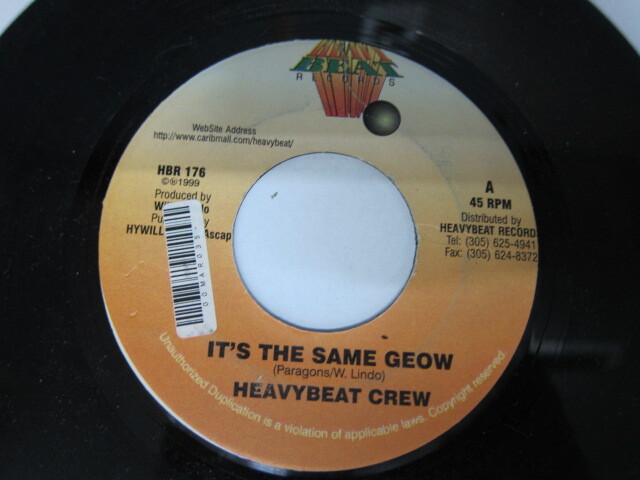 HEAVY
BEAT
RECORDS
WebSite Address
http://www.caribmall.com/heavybeat/
HBR 176
©℗1999
Produced by
HYWILL Ascap
A
45 RPM
Distributed by
HEAVYBEAT RECORDS
Tel: (305) 625-4941
Fax: (305) 624-8372
IT'S THE SAME GEOW
(Paragons/W. Lindo)
HEAVYBEAT CREW
Unauthorized Duplication is a violation of applicable laws. Copyright reserved